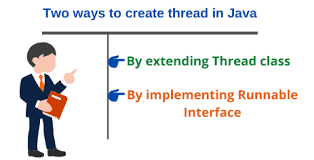 Two ways to create thread in Java
By extending Thread class
By implementing Runnable
Interface